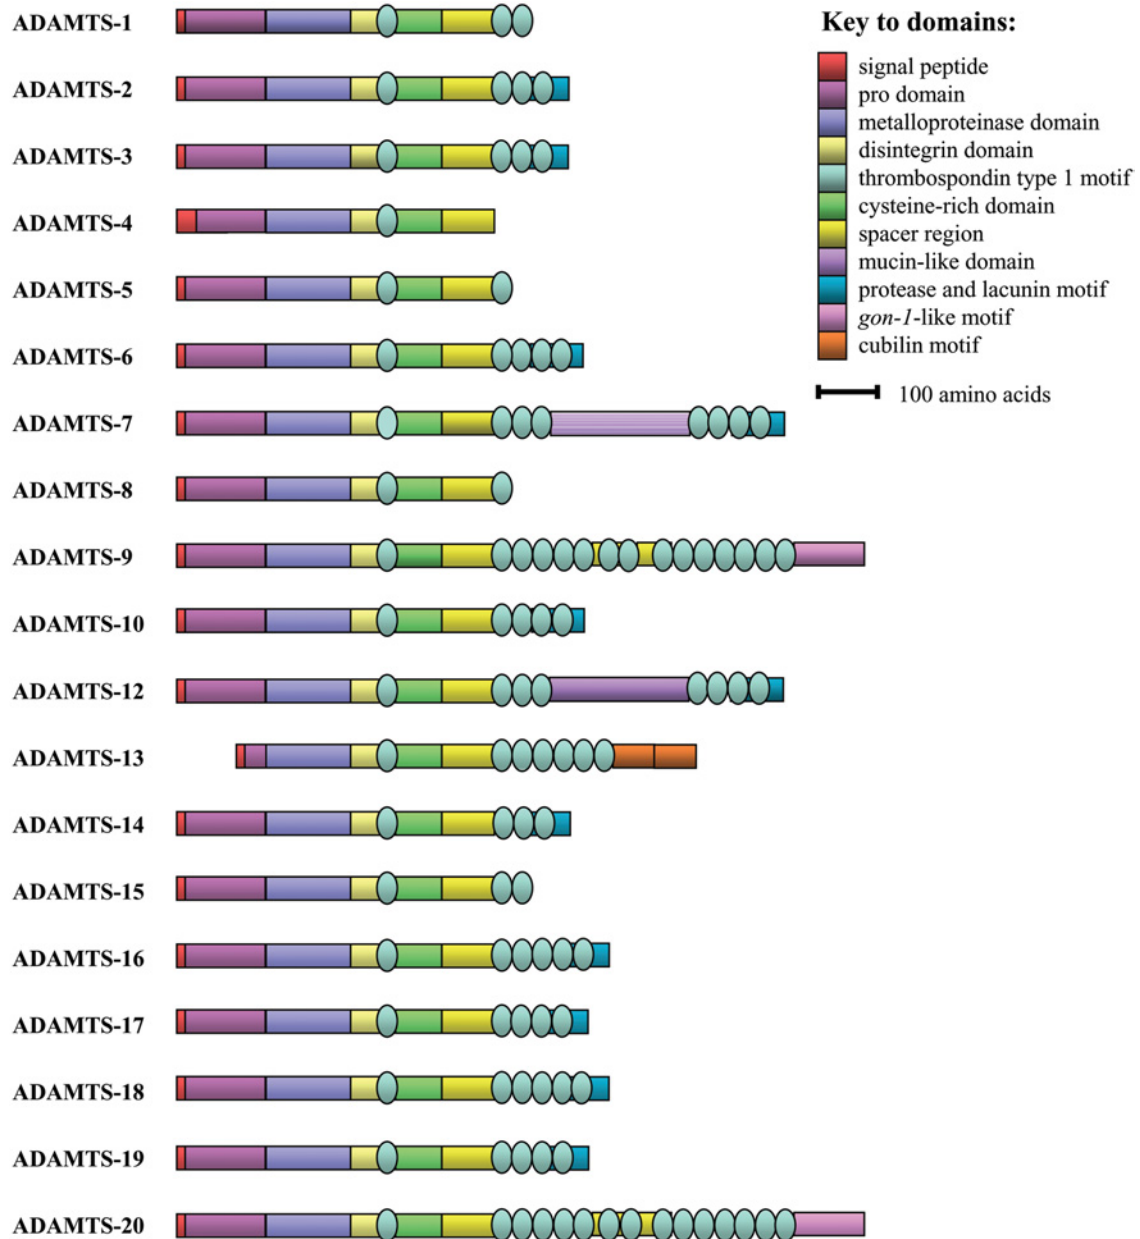 ADAMTS-1
ADAMTS-2
ADAMTS-3
ADAMTS-4
ADAMTS-5
ADAMTS-6
ADAMTS-7
ADAMTS-8
ADAMTS-9
ADAMTS-10
ADAMTS-12
ADAMTS-13
ADAMTS-14
ADAMTS-15
ADAMTS-16
ADAMTS-17
ADAMTS-18
ADAMTS-19
ADAMTS-20
Key to domains:
signal peptide
pro domain
metalloproteinase domain
disintegrin domain
thrombospondin type 1 motif
cysteine-rich domain
spacer region
mucin-like domain
protease and lacunin motif
gon-1-like motif
cubilin motif
100 amino acids